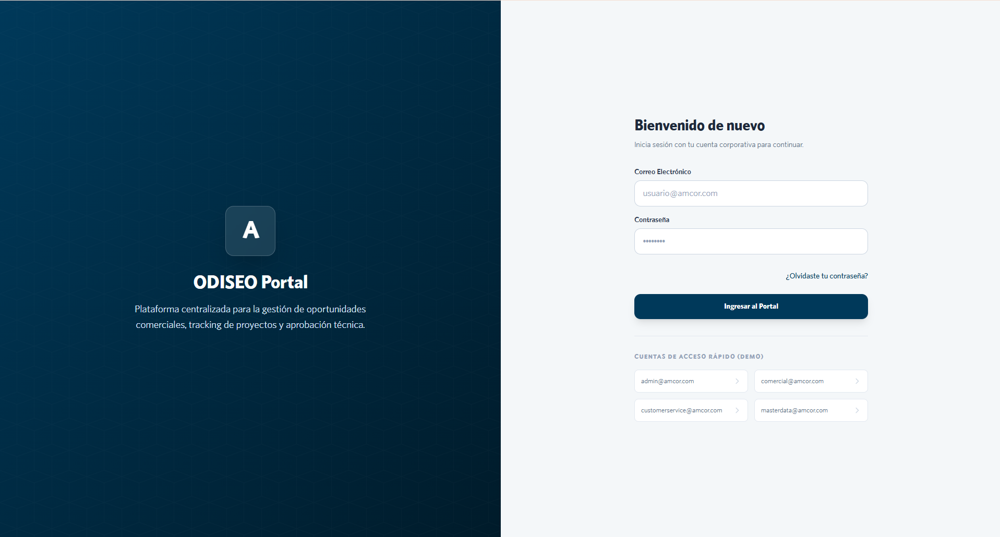 A
ODISEO Portal
Plataforma centralizada para la gestión de oportunidades
comerciales, tracking de proyectos y aprobación técnica.
Bienvenido de nuevo
Inicia sesión con tu cuenta corporativa para continuar.
Correo Electrónico
usuario@amcor.com
Contraseña
••••••••
¿Olvidaste tu contraseña?
Ingresar al Portal
CUENTAS DE ACCESO RÁPIDO (DEMO)
admin@amcor.com
comercial@amcor.com
customerservice@amcor.com
masterdata@amcor.com